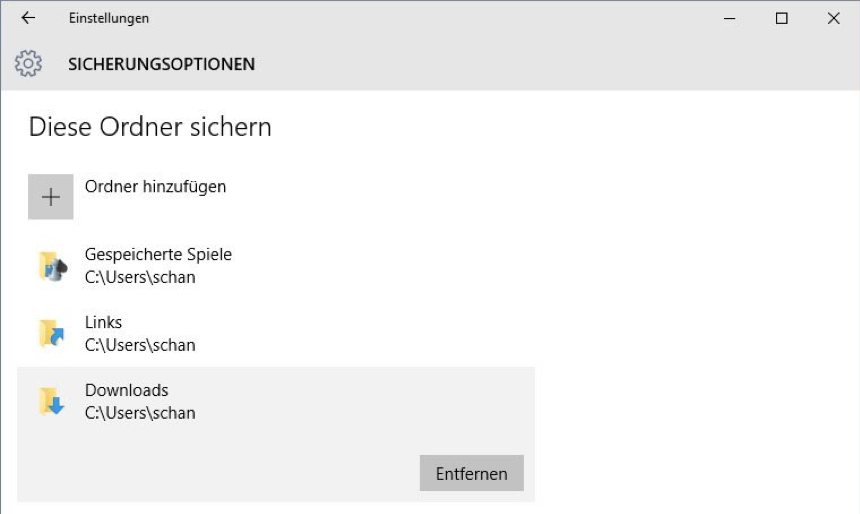 Einstellungen
SICHERUNGSOPTIONEN
Diese Ordner sichern
Ordner hinzufügen
Gespeicherte Spiele
C:\Users\schan
Links
C:\Users\schan
Downloads
C:\Users\schan
Entfernen